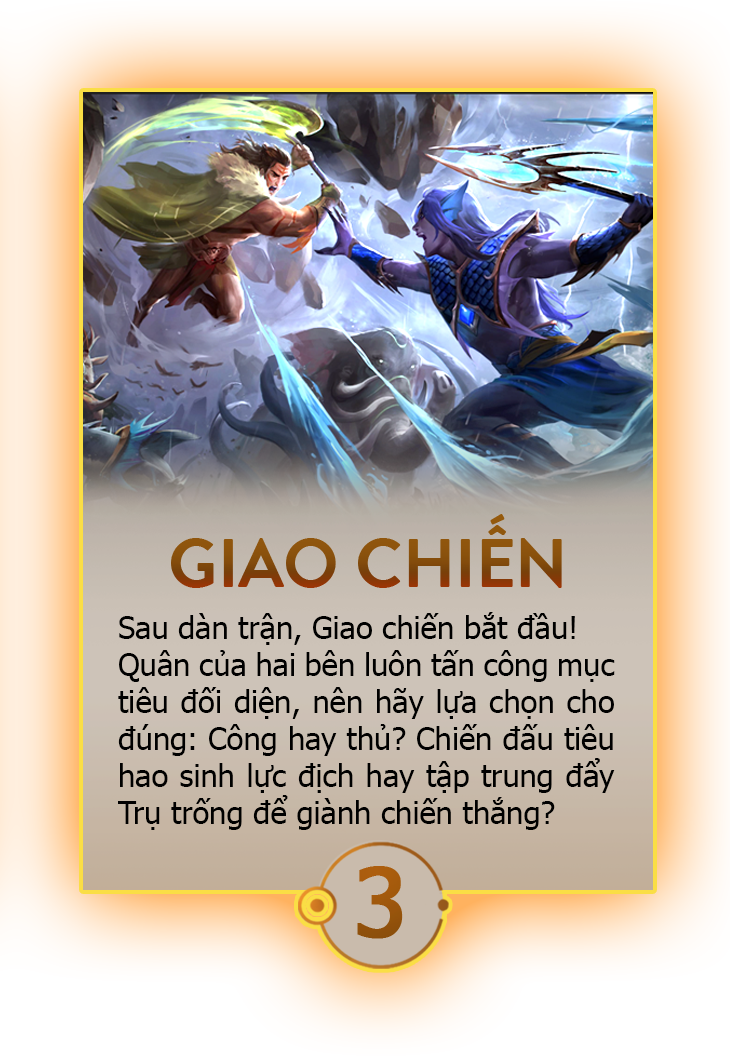 GIAO CHIẾN
Sau dàn trận, Giao chiến bắt đầu!
Quân của hai bên luôn tấn công mục
tiêu đối diện, nên hãy lựa chọn cho
đúng: Công hay thủ? Chiến đấu tiêu
hao sinh lực địch hay tập trung đẩy
Trụ trống để giành chiến thắng?
3